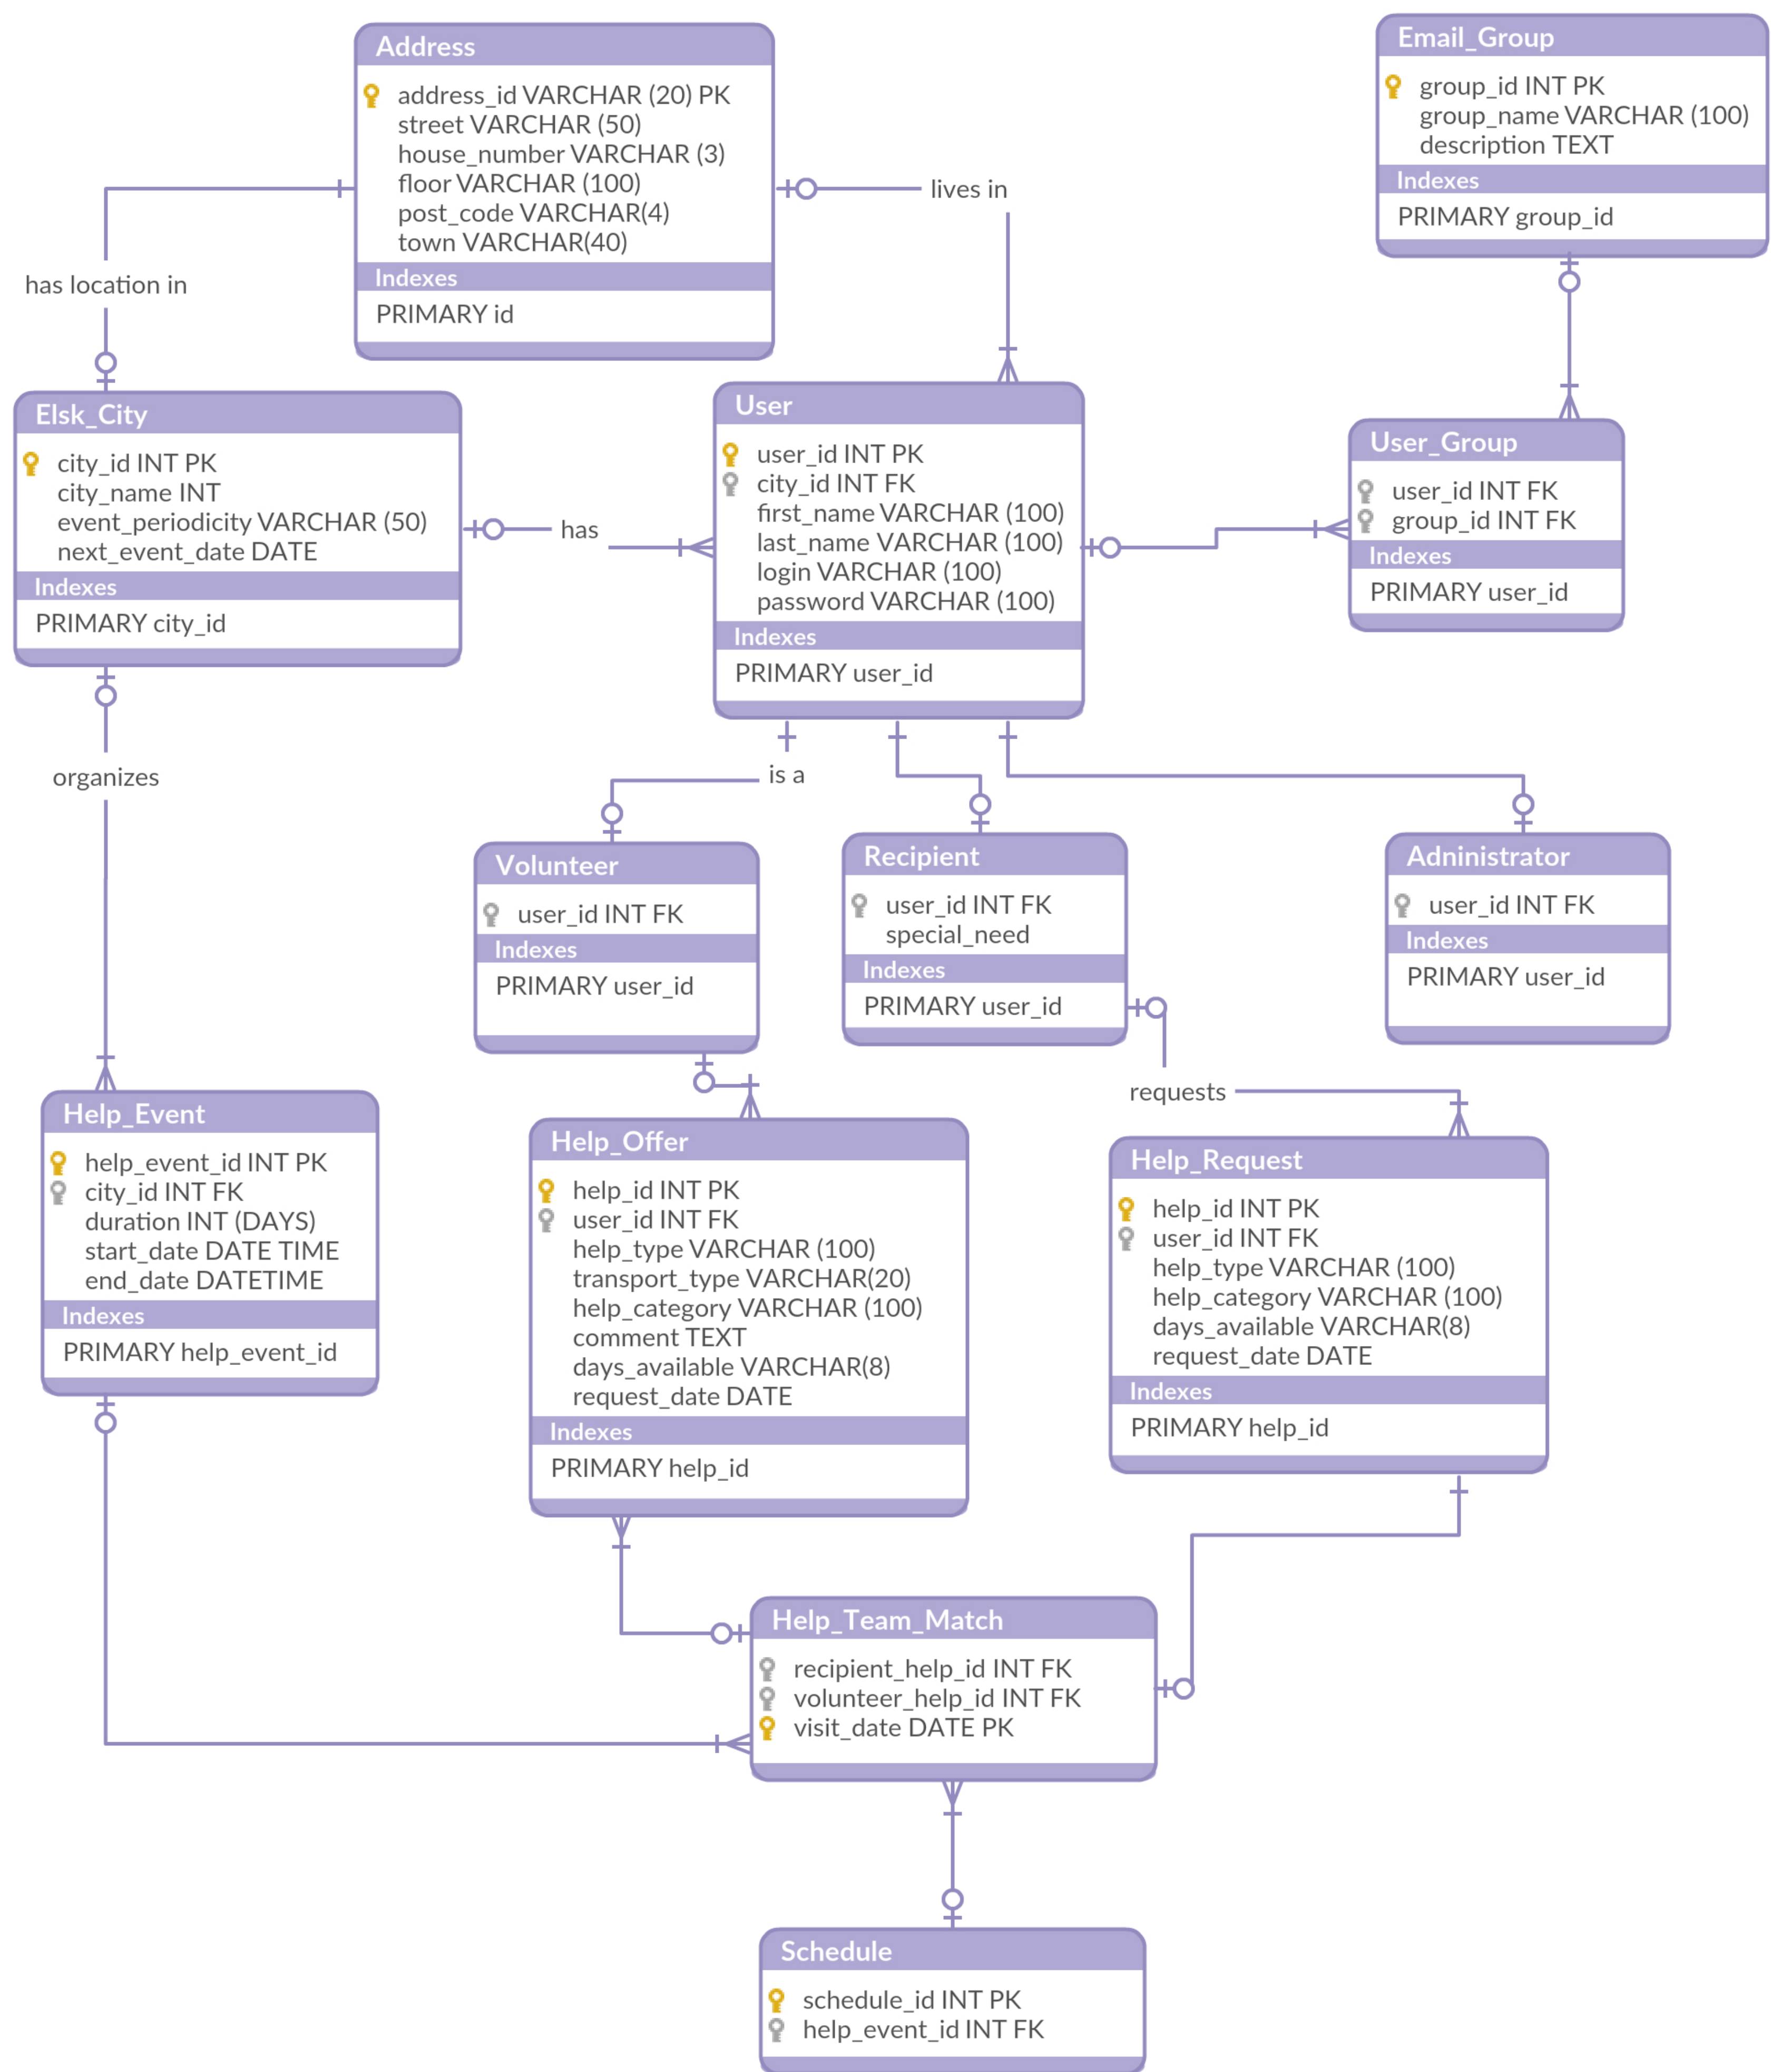 Address
address_id VARCHAR (20) PK
street VARCHAR (50)
house_number VARCHAR (3)
floor VARCHAR (100)
post_code VARCHAR(4)
town VARCHAR(40)
Indexes
PRIMARY id
Email_Group
group_id INT PK
group_name VARCHAR (100)
description TEXT
Indexes
PRIMARY group_id
lives in
has location in
Elsk_City
city_id INT PK
city_name INT
event_periodicity VARCHAR (50)
next_event_date DATE
Indexes
PRIMARY city_id
has
User
user_id INT PK
city_id INT FK
first_name VARCHAR (100)
last_name VARCHAR (100)
login VARCHAR (100)
password VARCHAR (100)
Indexes
PRIMARY user_id
User_Group
user_id INT FK
group_id INT FK
Indexes
PRIMARY user_id
organizes
is a
Volunteer
user_id INT FK
Indexes
PRIMARY user_id
Recipient
user_id INT FK
special_need
Indexes
PRIMARY user_id
Adninistrator
user_id INT FK
Indexes
PRIMARY user_id
requests
Help_Event
help_event_id INT PK
city_id INT FK
duration INT (DAYS)
start_date DATE TIME
end_date DATETIME
Indexes
PRIMARY help_event_id
Help_Offer
help_id INT PK
user_id INT FK
help_type VARCHAR (100)
transport_type VARCHAR(20)
help_category VARCHAR (100)
comment TEXT
days_available VARCHAR(8)
request_date DATE
Indexes
PRIMARY help_id
Help_Request
help_id INT PK
user_id INT FK
help_type VARCHAR (100)
help_category VARCHAR (100)
days_available VARCHAR(8)
request_date DATE
Indexes
PRIMARY help_id
Help_Team_Match
recipient_help_id INT FK
volunteer_help_id INT FK
visit_date DATE PK
Schedule
schedule_id INT PK
help_event_id INT FK